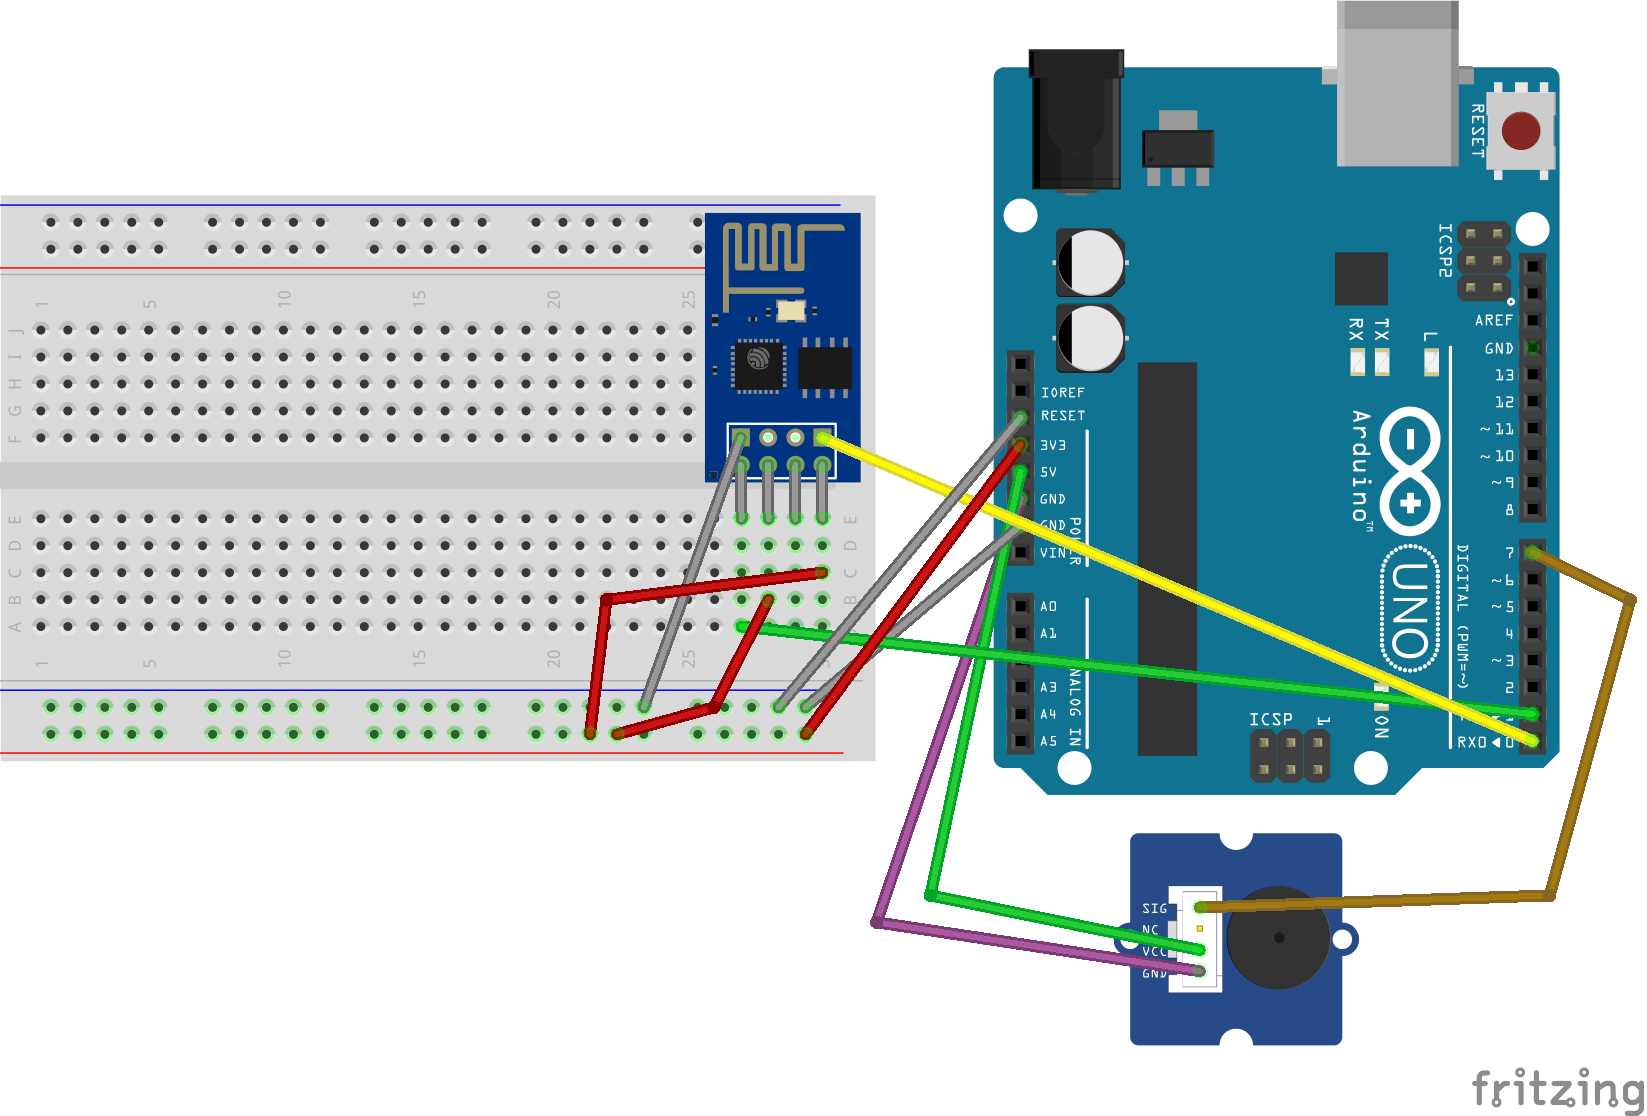 1
5
10
15
20
25
J
I
H
G
F
E
D
C
B
A
E
C
B
1
5
10
15
20
25
RESET
ICSP2
IOREF
RESET
3V3
5V
GND
GND
VIN
POWER
A0
A1
A3
A4
A5
ANALOG IN
RX
TX
L
AREF
GND
13
12
~11
~10
~9
8
7
~6
~5
4
~3
2
1
RX0◄0
DIGITAL (PWM=~)
Arduino™
UNO
ON
ICSP
1
SIG
NC
VCC
GND
fritzing